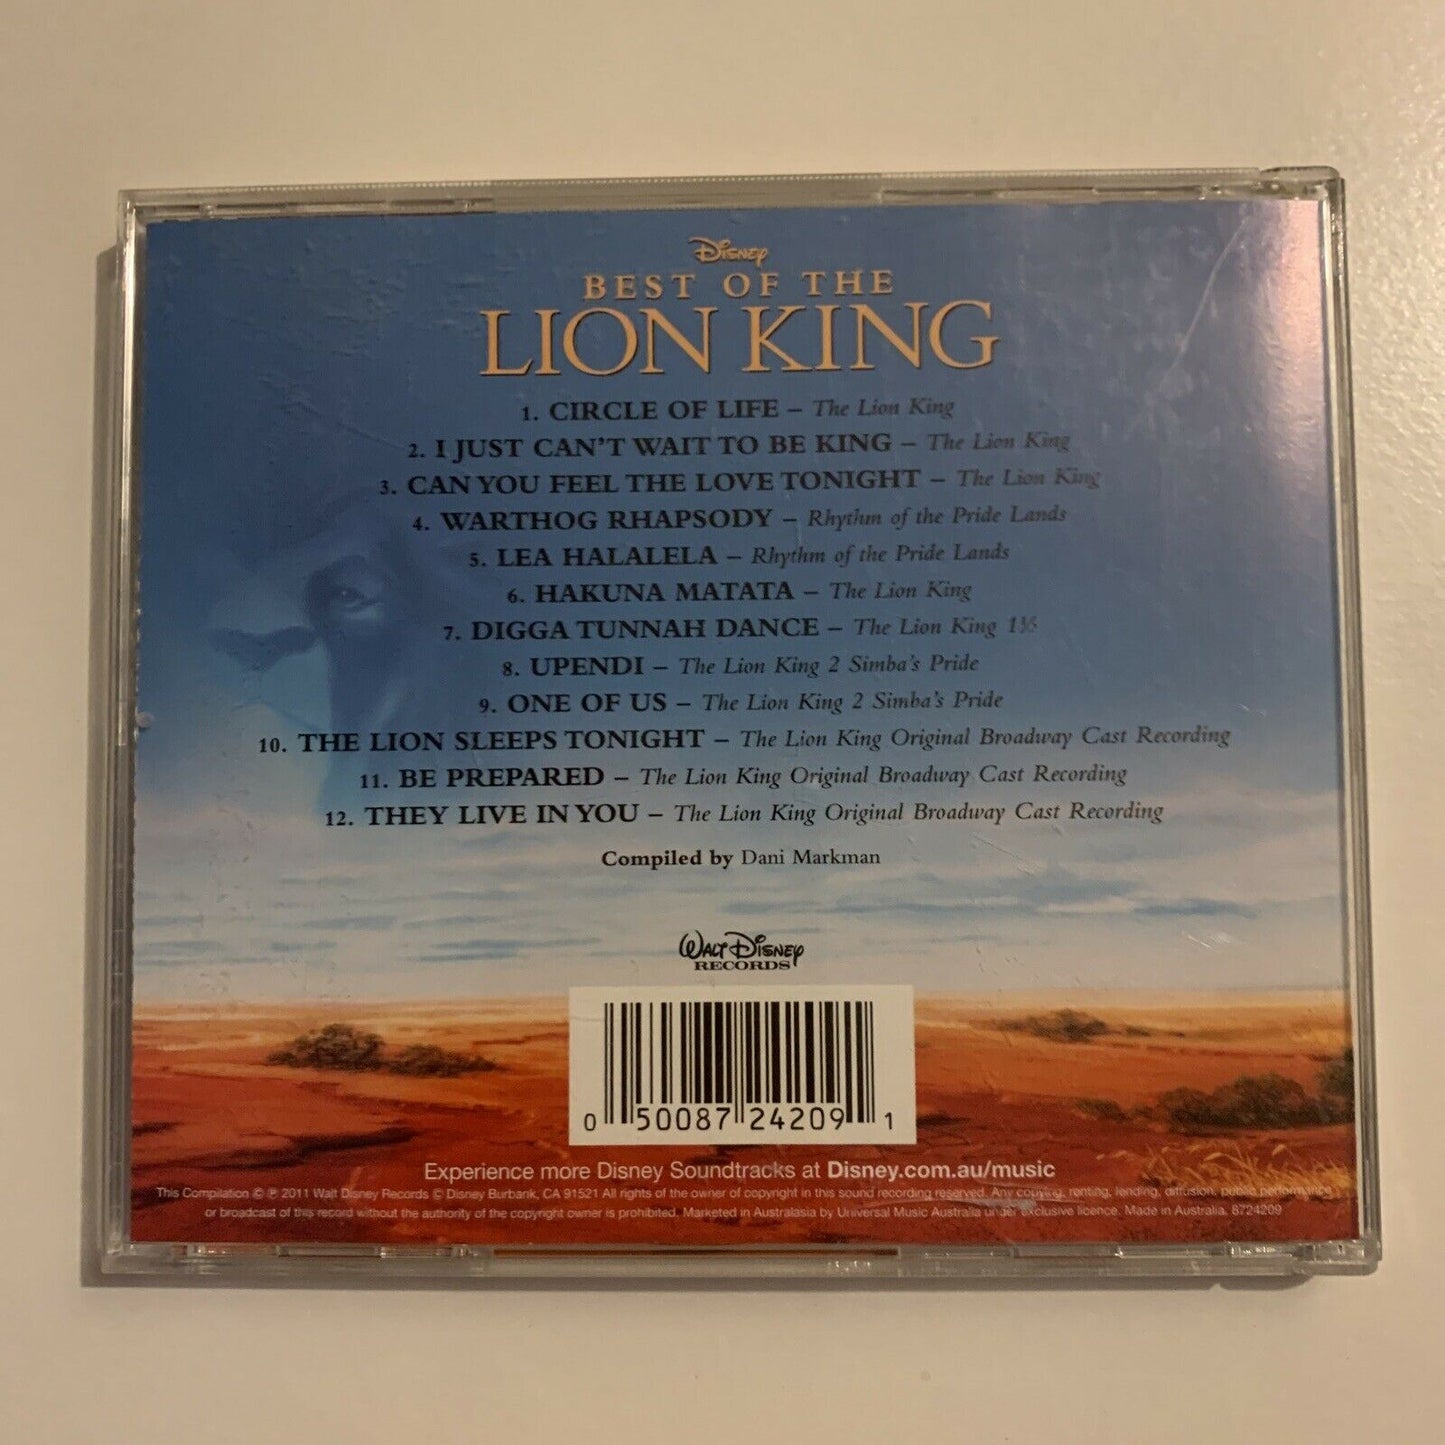 Disney
BEST OF THE
LION KING
1. CIRCLE OF LIFE – The Lion King
2. I JUST CAN'T WAIT TO BE KING – The Lion King
3. CAN YOU FEEL THE LOVE TONIGHT – The Lion King
4. WARTHOG RHAPSODY – Rhythm of the Pride Lands
5. LEA HALALELA – Rhythm of the Pride Lands
6. HAKUNA MATATA – The Lion King
7. DIGGA TUNNAH DANCE – The Lion King 1½
8. UPENDI – The Lion King 2 Simba's Pride
9. ONE OF US – The Lion King 2 Simba's Pride
10. THE LION SLEEPS TONIGHT – The Lion King Original Broadway Cast Recording
11. BE PREPARED – The Lion King Original Broadway Cast Recording
12. THEY LIVE IN YOU – The Lion King Original Broadway Cast Recording
Compiled by Dani Markman
WALT DISNEY
RECORDS
0 50087 24209 1
Experience more Disney Soundtracks at Disney.com.au/music
This Compilation © ℗ 2011 Walt Disney Records © Disney Burbank, CA 91521 All rights of the owner of copyright in this sound recording reserved. Any copying, renting, lending, diffusion, public performance
or broadcast of this record without the authority of the copyright owner is prohibited. Marketed in Australasia by Universal Music Australia under exclusive licence. Made in Australia. 8724209